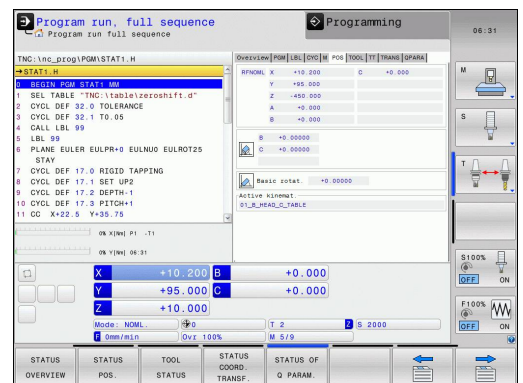 Program run, full sequence
Program run full sequence
Programming
06:31
TNC:\nc_prog\PGM\STAT1.H
→STAT1.H
0 BEGIN PGM STAT1 MM
1 SEL TABLE "TNC:\table\zeroshift.d"
2 CYCL DEF 32.0 TOLERANCE
3 CYCL DEF 32.1 T0.05
4 CALL LBL 99
5 LBL 99
6 PLANE EULER EULPR+0 EULNU0 EULROT25
STAY
7 CYCL DEF 17.0 RIGID TAPPING
8 CYCL DEF 17.1 SET UP2
9 CYCL DEF 17.2 DEPTH-1
10 CYCL DEF 17.3 PITCH+1
11 CC X+22.5 Y+35.75
0% X[Nm] P1 -T1
0% Y[Nm] 06:31
Overview PGM LBL CYC M POS TOOL TT TRANS QPARA
RFNOML X +10.200 C +0.000
Y +95.000
Z -450.000
A +0.000
B +0.000
B +0.00000
C +0.00000
Basic rotat. +0.00000
Active kinemat.
01_B_HEAD_C_TABLE
X +10.200 B +0.000
Y +95.000 C +0.000
Z +10.000
Mode: NOML. 0 T 2 Z S 2000
F 0mm/min Ovr 100% M 5/9
M
S
T
S100%
OFF ON
F100%
OFF ON
STATUS OVERVIEW
STATUS POS.
TOOL STATUS
STATUS COORD. TRANSF.
STATUS OF Q PARAM.